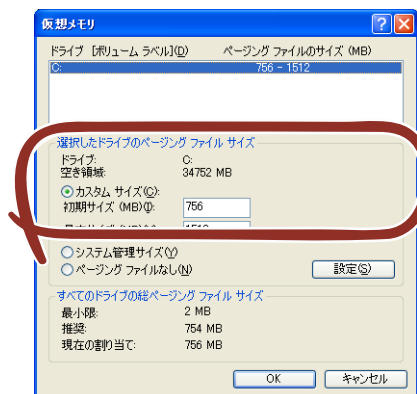 仮想メモリ
ドライブ [ボリューム ラベル](D) ページング ファイルのサイズ (MB)
C: 756 - 1512
選択したドライブのページング ファイル サイズ
ドライブ: C:
空き領域: 34752 MB
カスタム サイズ(C):
初期サイズ (MB)(I): 756
システム管理サイズ(Y)
ページング ファイルなし(N) 設定(S)
すべてのドライブの総ページング ファイル サイズ
最小限: 2 MB
推奨: 754 MB
現在の割り当て: 756 MB
OK キャンセル